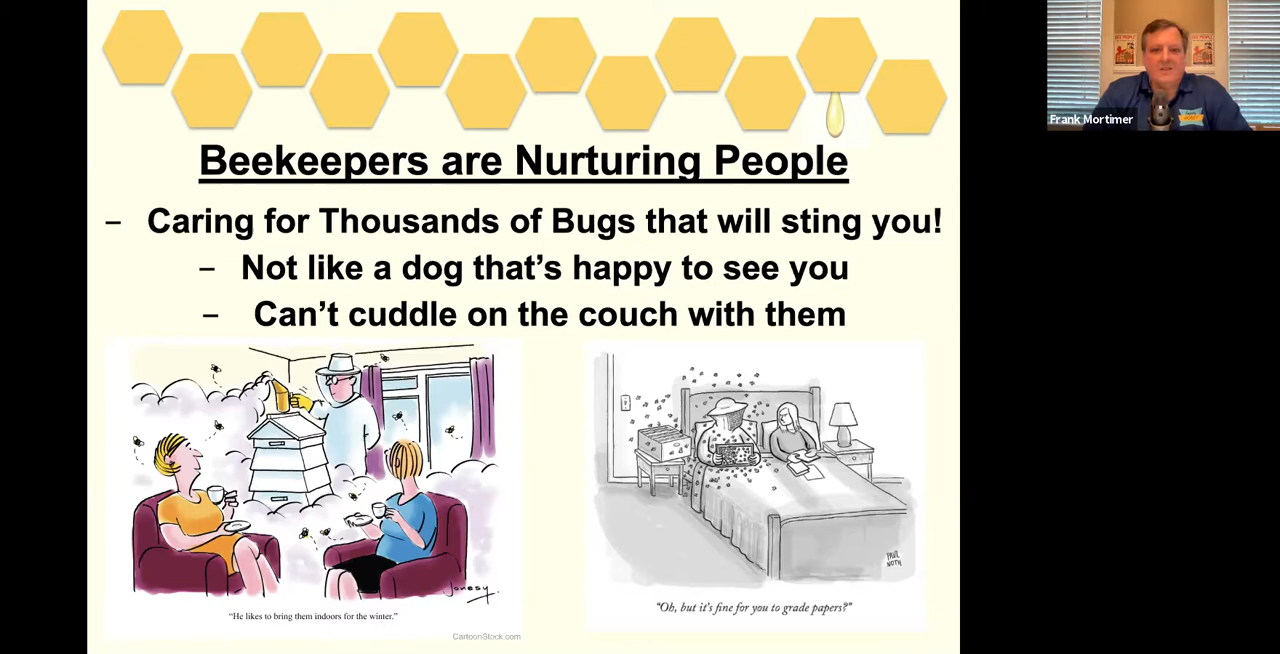 Frank Mortimer
Beekeepers are Nurturing People
– Caring for Thousands of Bugs that will sting you!
– Not like a dog that's happy to see you
– Can't cuddle on the couch with them
Jonesy
"He likes to bring them indoors for the winter."
CartoonStock.com
PAUL
NOTH
"Oh, but it's fine for you to grade papers?"